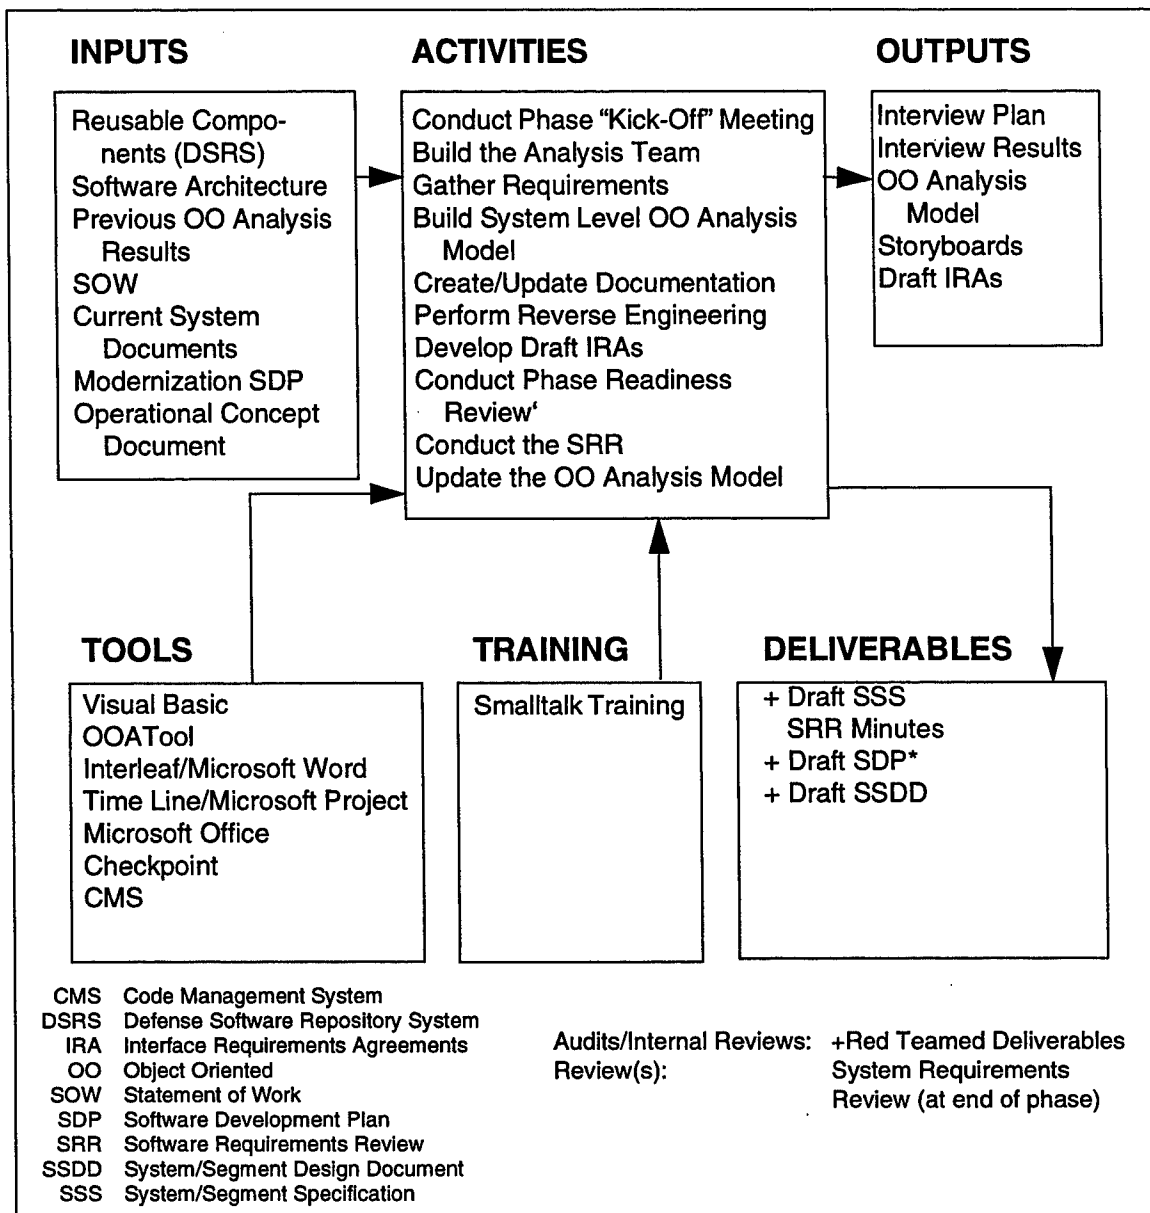 INPUTS
Reusable Compo-
nents (DSRS)
Software Architecture
Previous OO Analysis
Results
SOW
Current System
Documents
Modernization SDP
Operational Concept
Document
ACTIVITIES
Conduct Phase “Kick-Off” Meeting
Build the Analysis Team
Gather Requirements
Build System Level OO Analysis
Model
Create/Update Documentation
Perform Reverse Engineering
Develop Draft IRAs
Conduct Phase Readiness
Review‘
Conduct the SRR
Update the OO Analysis Model
OUTPUTS
Interview Plan
Interview Results
OO Analysis
Model
Storyboards
Draft IRAs
TOOLS
Visual Basic
OOATool
Interleaf/Microsoft Word
Time Line/Microsoft Project
Microsoft Office
Checkpoint
CMS
TRAINING
Smalltalk Training
DELIVERABLES
+ Draft SSS
SRR Minutes
+ Draft SDP*
+ Draft SSDD
CMS Code Management System
DSRS Defense Software Repository System
IRA Interface Requirements Agreements
OO Object Oriented
SOW Statement of Work
SDP Software Development Plan
SRR Software Requirements Review
SSDD System/Segment Design Document
SSS System/Segment Specification
Audits/Internal Reviews: +Red Teamed Deliverables
Review(s): System Requirements
Review (at end of phase)